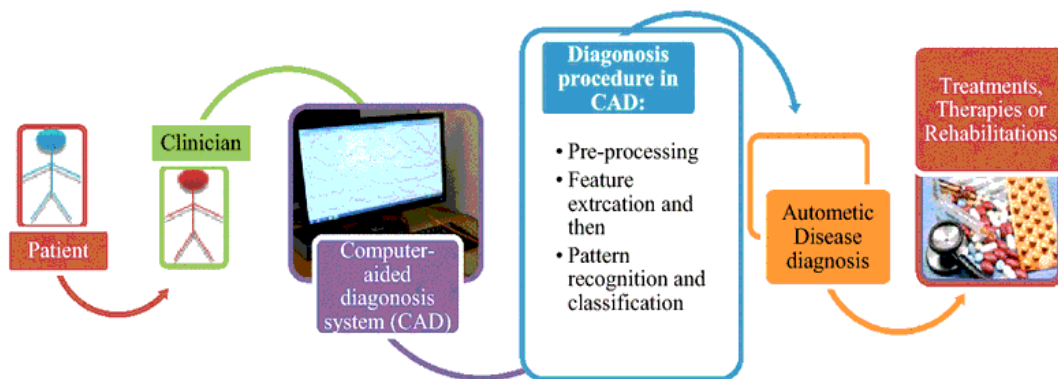 Patient
Clinician
Computer-
aided
diagonosis
system (CAD)
Diagonosis
procedure in
CAD:
• Pre-processing
• Feature
extrcation and
then
• Pattern
recognition and
classification
Autometic
Disease
diagnosis
Treatments,
Therapies or
Rehabilitations